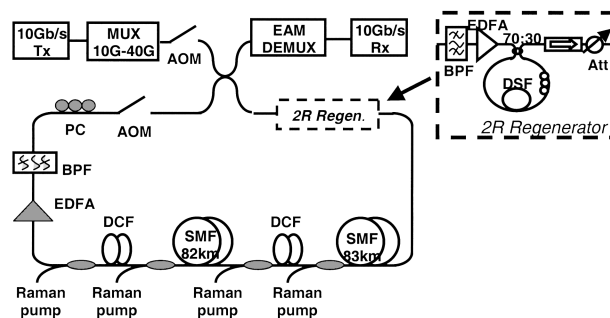 10Gb/s
Tx
MUX
10G-40G
AOM
EAM
DEMUX
10Gb/s
Rx
EDFA
70:30
BPF
DSF
Att
2R Regenerator
PC
AOM
2R Regen.
BPF
EDFA
DCF
SMF
82km
DCF
SMF
83km
Raman
pump
Raman
pump
Raman
pump
Raman
pump